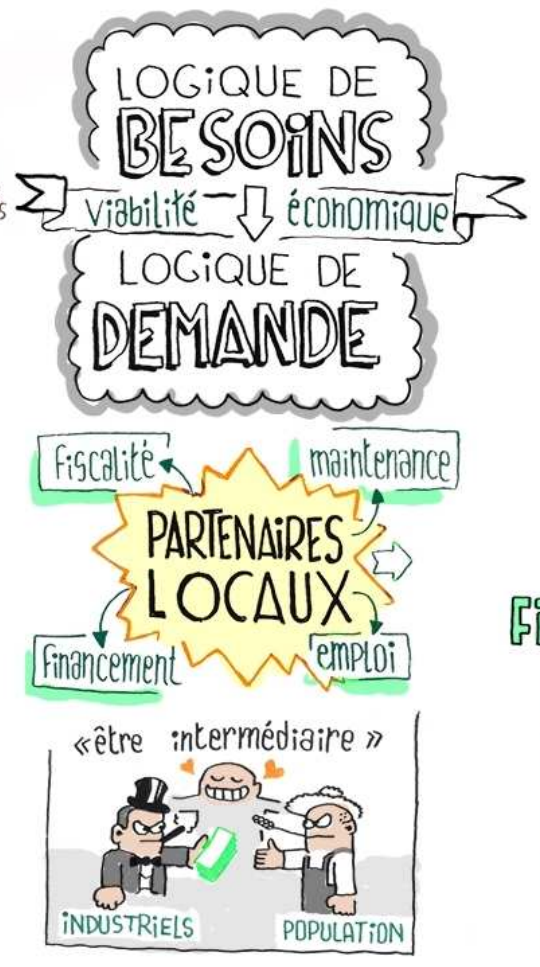 LOGiQUE DE
BESOiNS
viabilité économique
LOGiQUE DE
DEMANDE
fiscalité
maintenance
PARTENAiRES
LOCAUX
financement
emploi
«être intermédiaire»
iNDUSTRiELS
POPULATiON